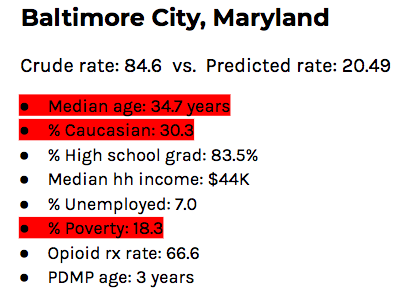 Baltimore City, Maryland
Crude rate: 84.6 vs. Predicted rate: 20.49
● Median age: 34.7 years
● % Caucasian: 30.3
● % High school grad: 83.5%
● Median hh income: $44K
● % Unemployed: 7.0
● % Poverty: 18.3
● Opioid rx rate: 66.6
● PDMP age: 3 years